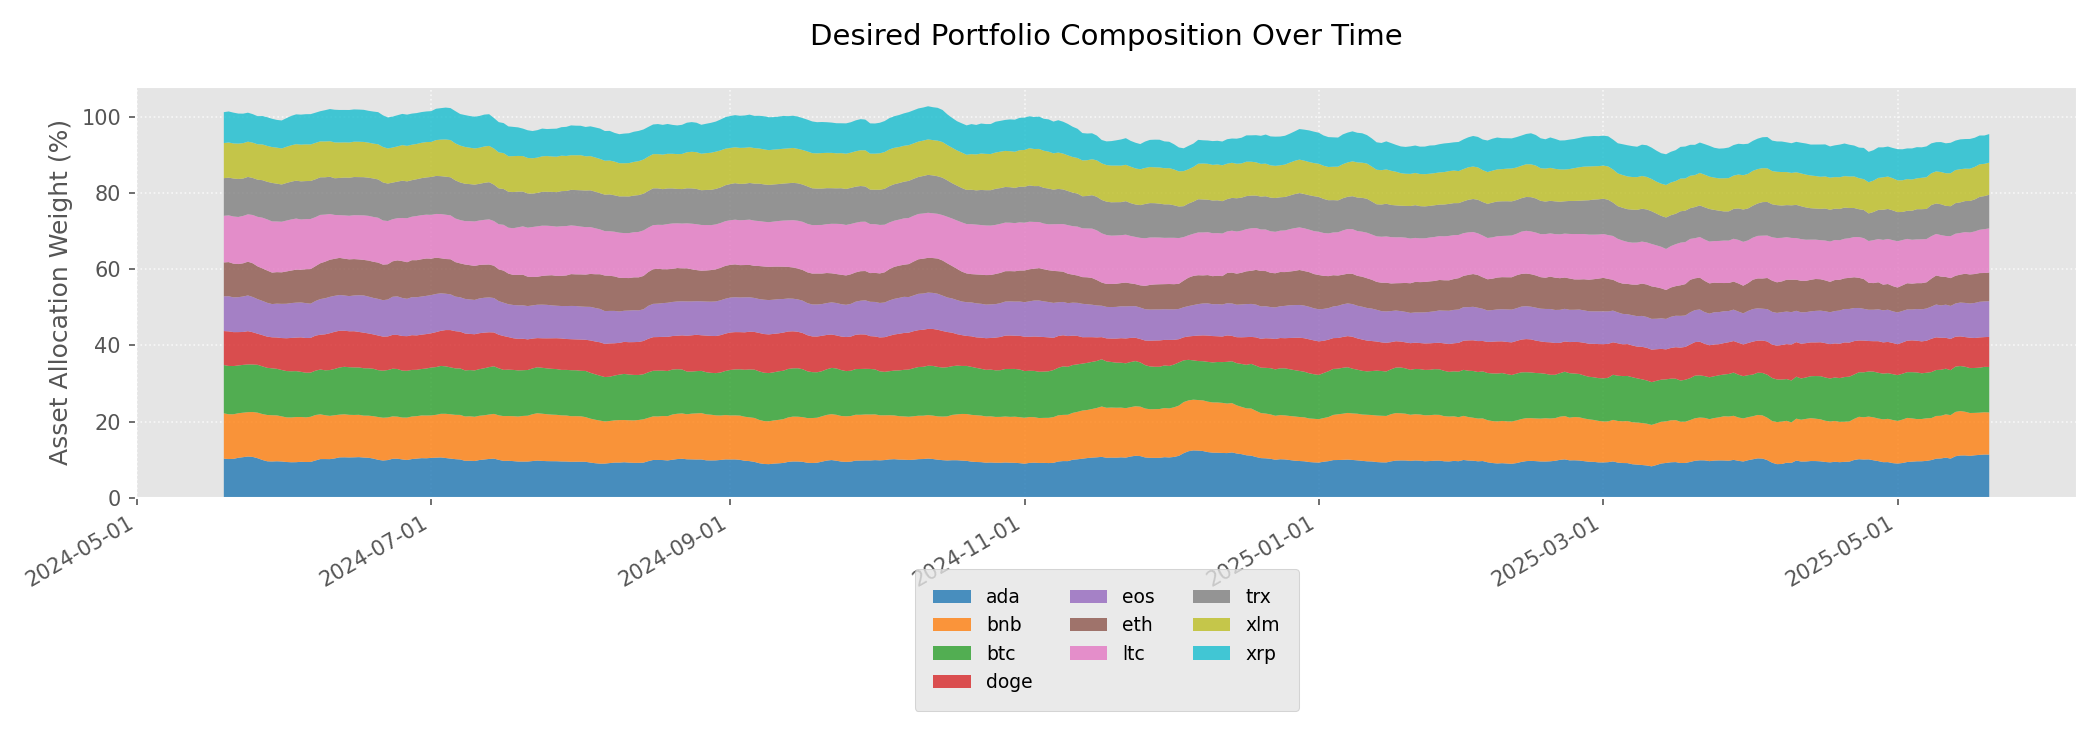 Desired Portfolio Composition Over Time
Asset Allocation Weight (%)
100
80
60
40
20
0
2024-05-01
2024-07-01
2024-09-01
2024-11-01
2025-01-01
2025-03-01
2025-05-01
ada
bnb
btc
doge
eos
eth
ltc
trx
xlm
xrp